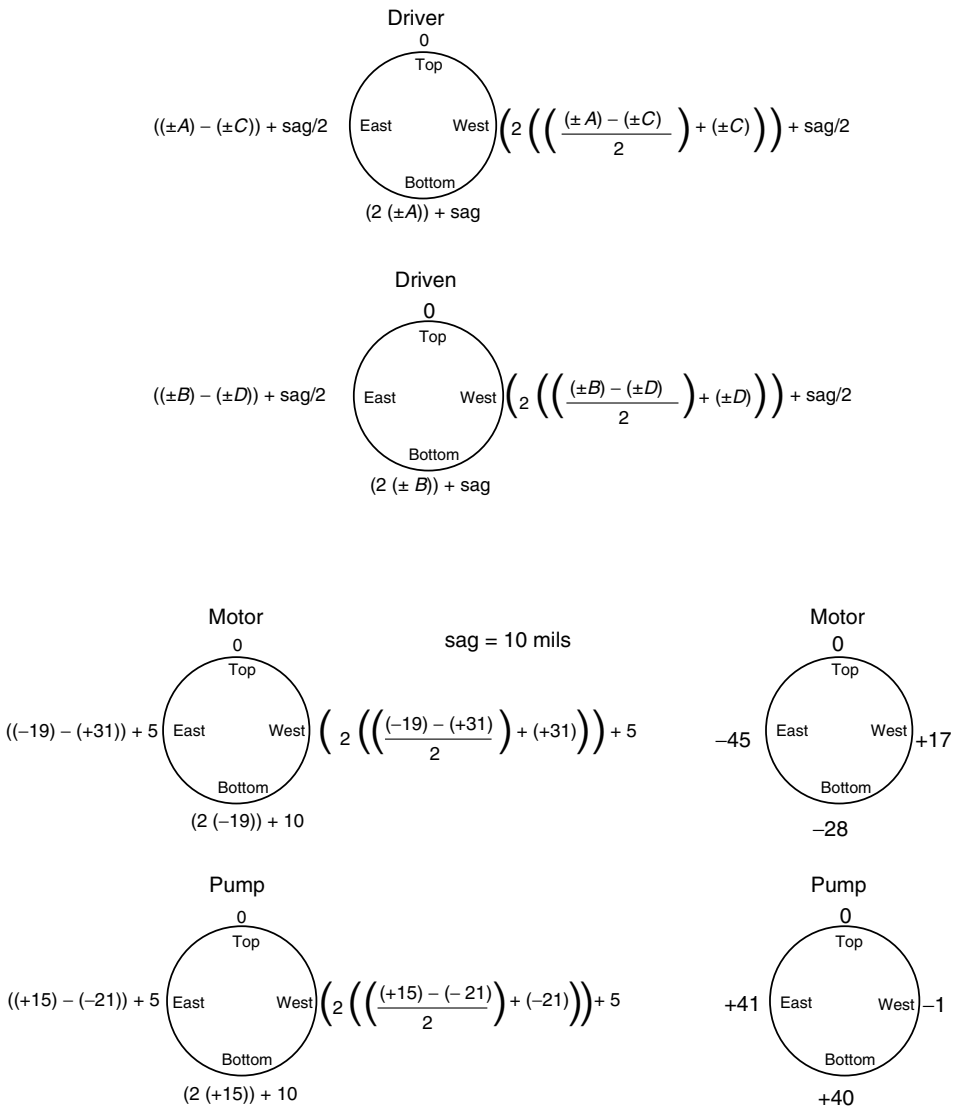 Driver
0
Top
((±A) – (±C)) + sag/2 East West (2 (((±A) – (±C) / 2) + (±C))) + sag/2
Bottom
(2 (±A)) + sag
Driven
0
Top
((±B) – (±D)) + sag/2 East West (2 (((±B) – (±D) / 2) + (±D))) + sag/2
Bottom
(2 (± B)) + sag
Motor
0
Top
sag = 10 mils
((–19) – (+31)) + 5 East West (2 (((–19) – (+31) / 2) + (+31))) + 5
Bottom
(2 (–19)) + 10
Motor
0
Top
–45 East West +17
Bottom
–28
Pump
0
Top
((+15) – (–21)) + 5 East West (2 (((+15) – (– 21) / 2) + (–21))) + 5
Bottom
(2 (+15)) + 10
Pump
0
Top
+41 East West –1
Bottom
+40